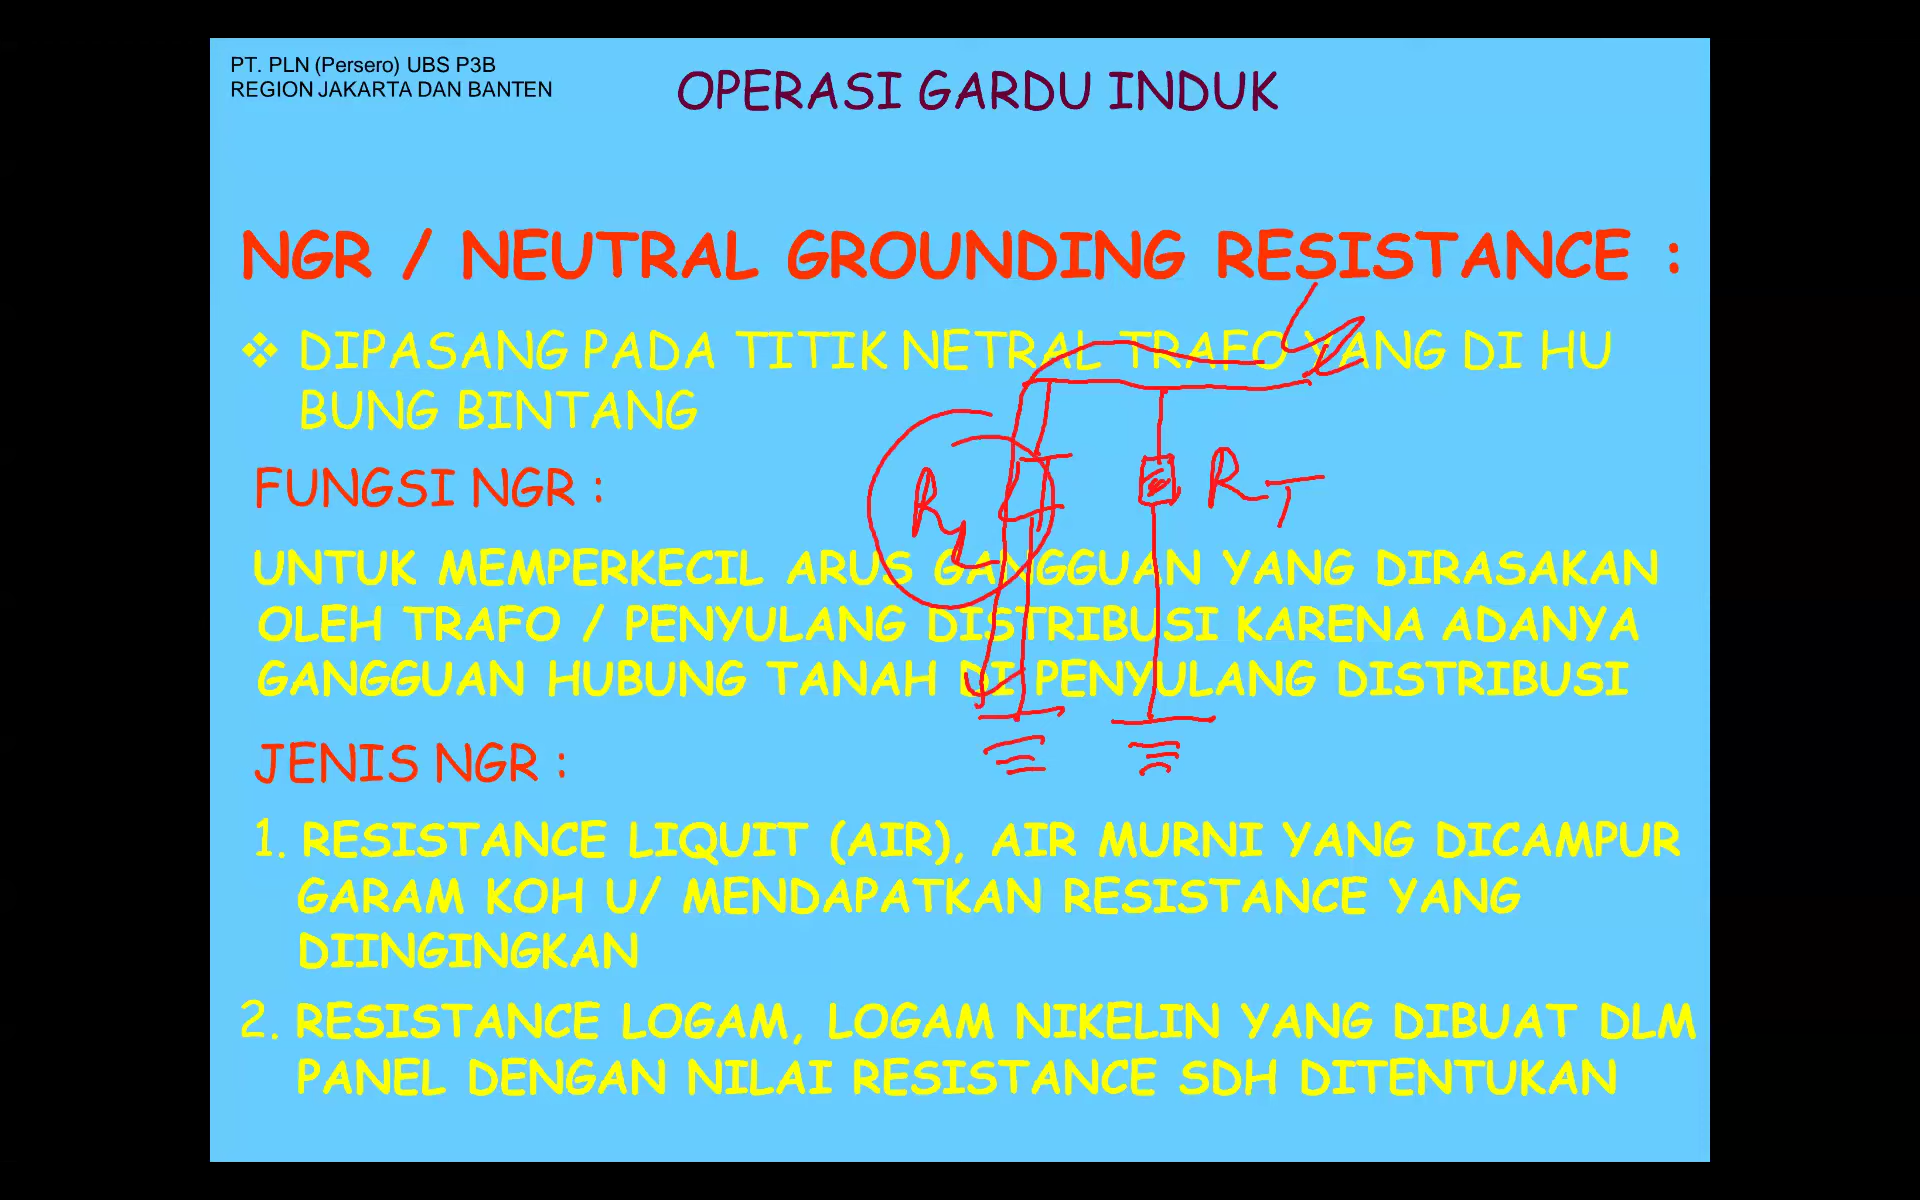 PT. PLN (Persero) UBS P3B
REGION JAKARTA DAN BANTEN
OPERASI GARDU INDUK
NGR / NEUTRAL GROUNDING RESISTANCE :
❖ DIPASANG PADA TITIK NETRAL TRAFO YANG DI HU
BUNG BINTANG
FUNGSI NGR :
R_T
UNTUK MEMPERKECIL ARUS GANGGUAN YANG DIRASAKAN
OLEH TRAFO / PENYULANG DISTRIBUSI KARENA ADANYA
GANGGUAN HUBUNG TANAH DI PENYULANG DISTRIBUSI
JENIS NGR :
1. RESISTANCE LIQUIT (AIR), AIR MURNI YANG DICAMPUR
GARAM KOH U/ MENDAPATKAN RESISTANCE YANG
DIINGINGKAN
2. RESISTANCE LOGAM, LOGAM NIKELIN YANG DIBUAT DLM
PANEL DENGAN NILAI RESISTANCE SDH DITENTUKAN